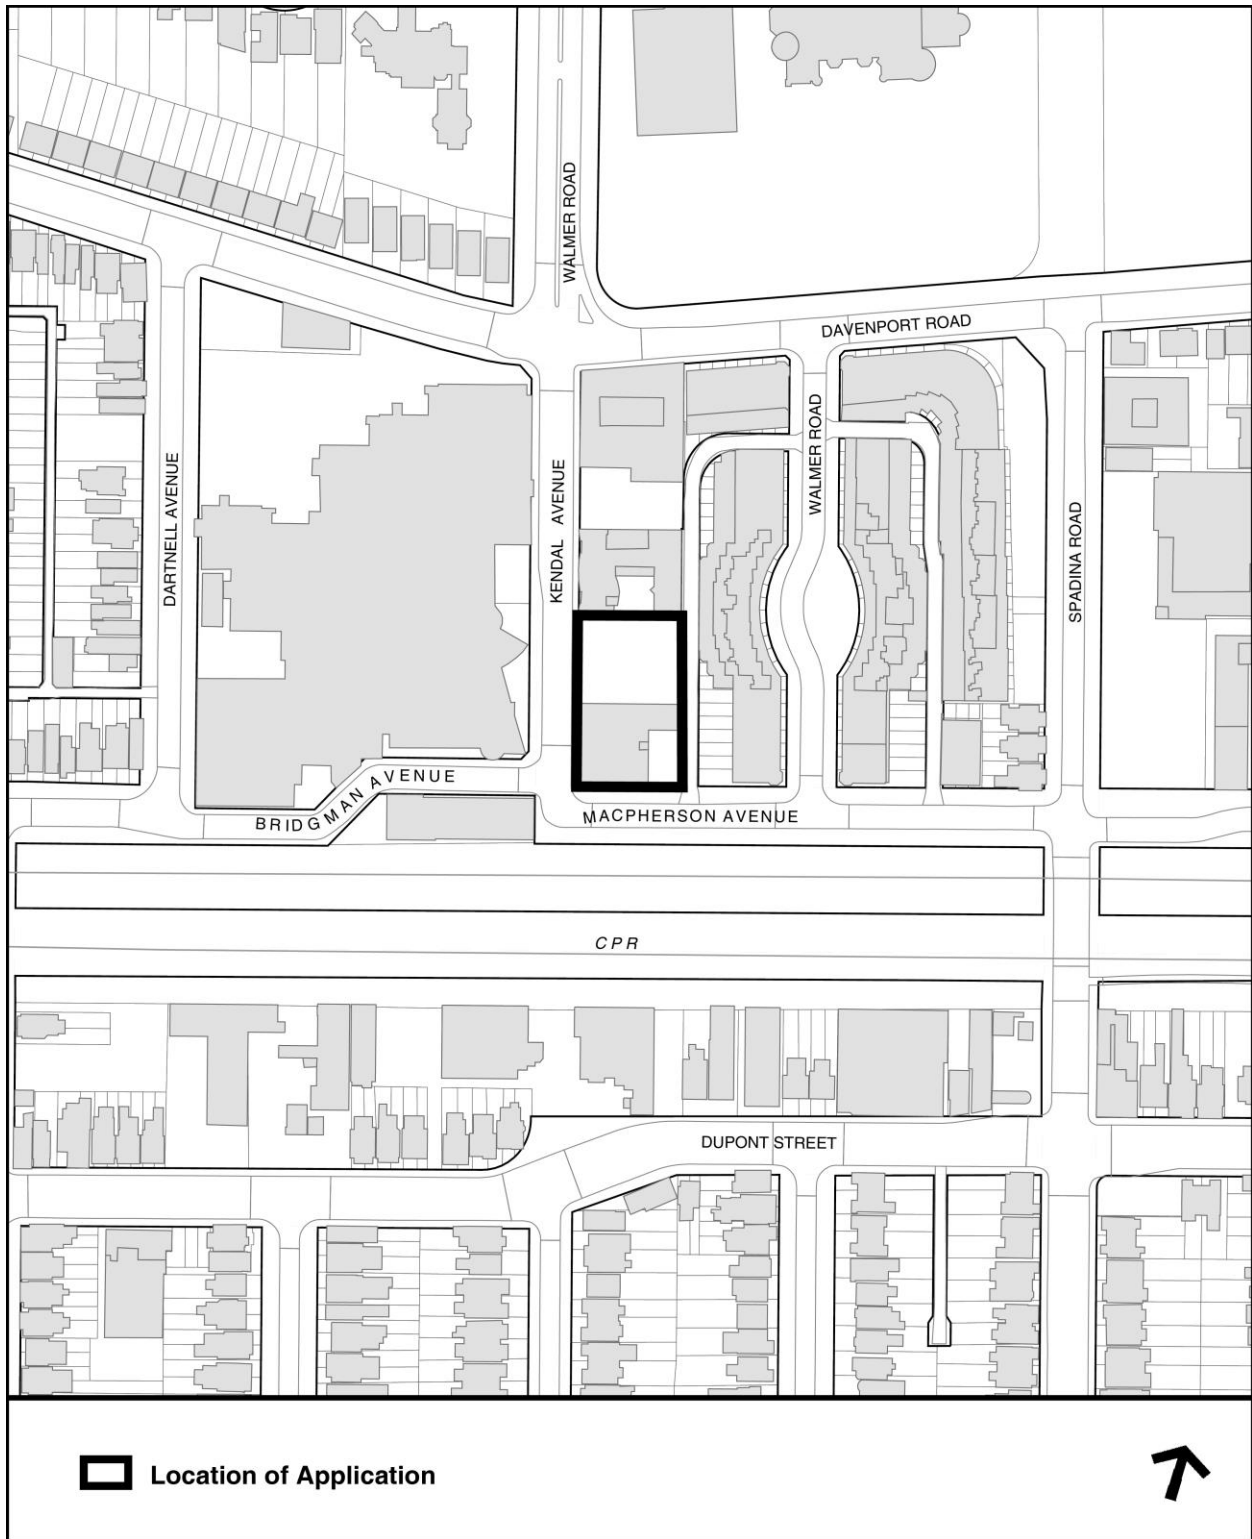 WALMER ROAD
DAVENPORT ROAD
WALMER ROAD
DARTNELL AVENUE
KENDAL AVENUE
SPADINA ROAD
BRIDGMAN AVENUE
MACPHERSON AVENUE
CPR
DUPONT STREET
Location of Application